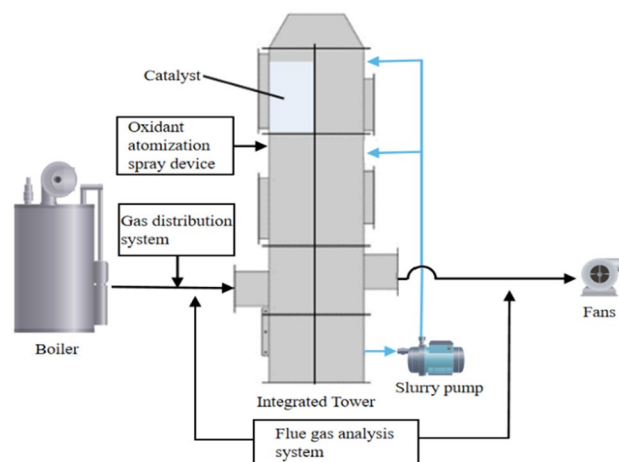 Catalyst
Oxidant
atomization
spray device
Gas distribution
system
Boiler
Fans
Slurry pump
Integrated Tower
Flue gas analysis
system